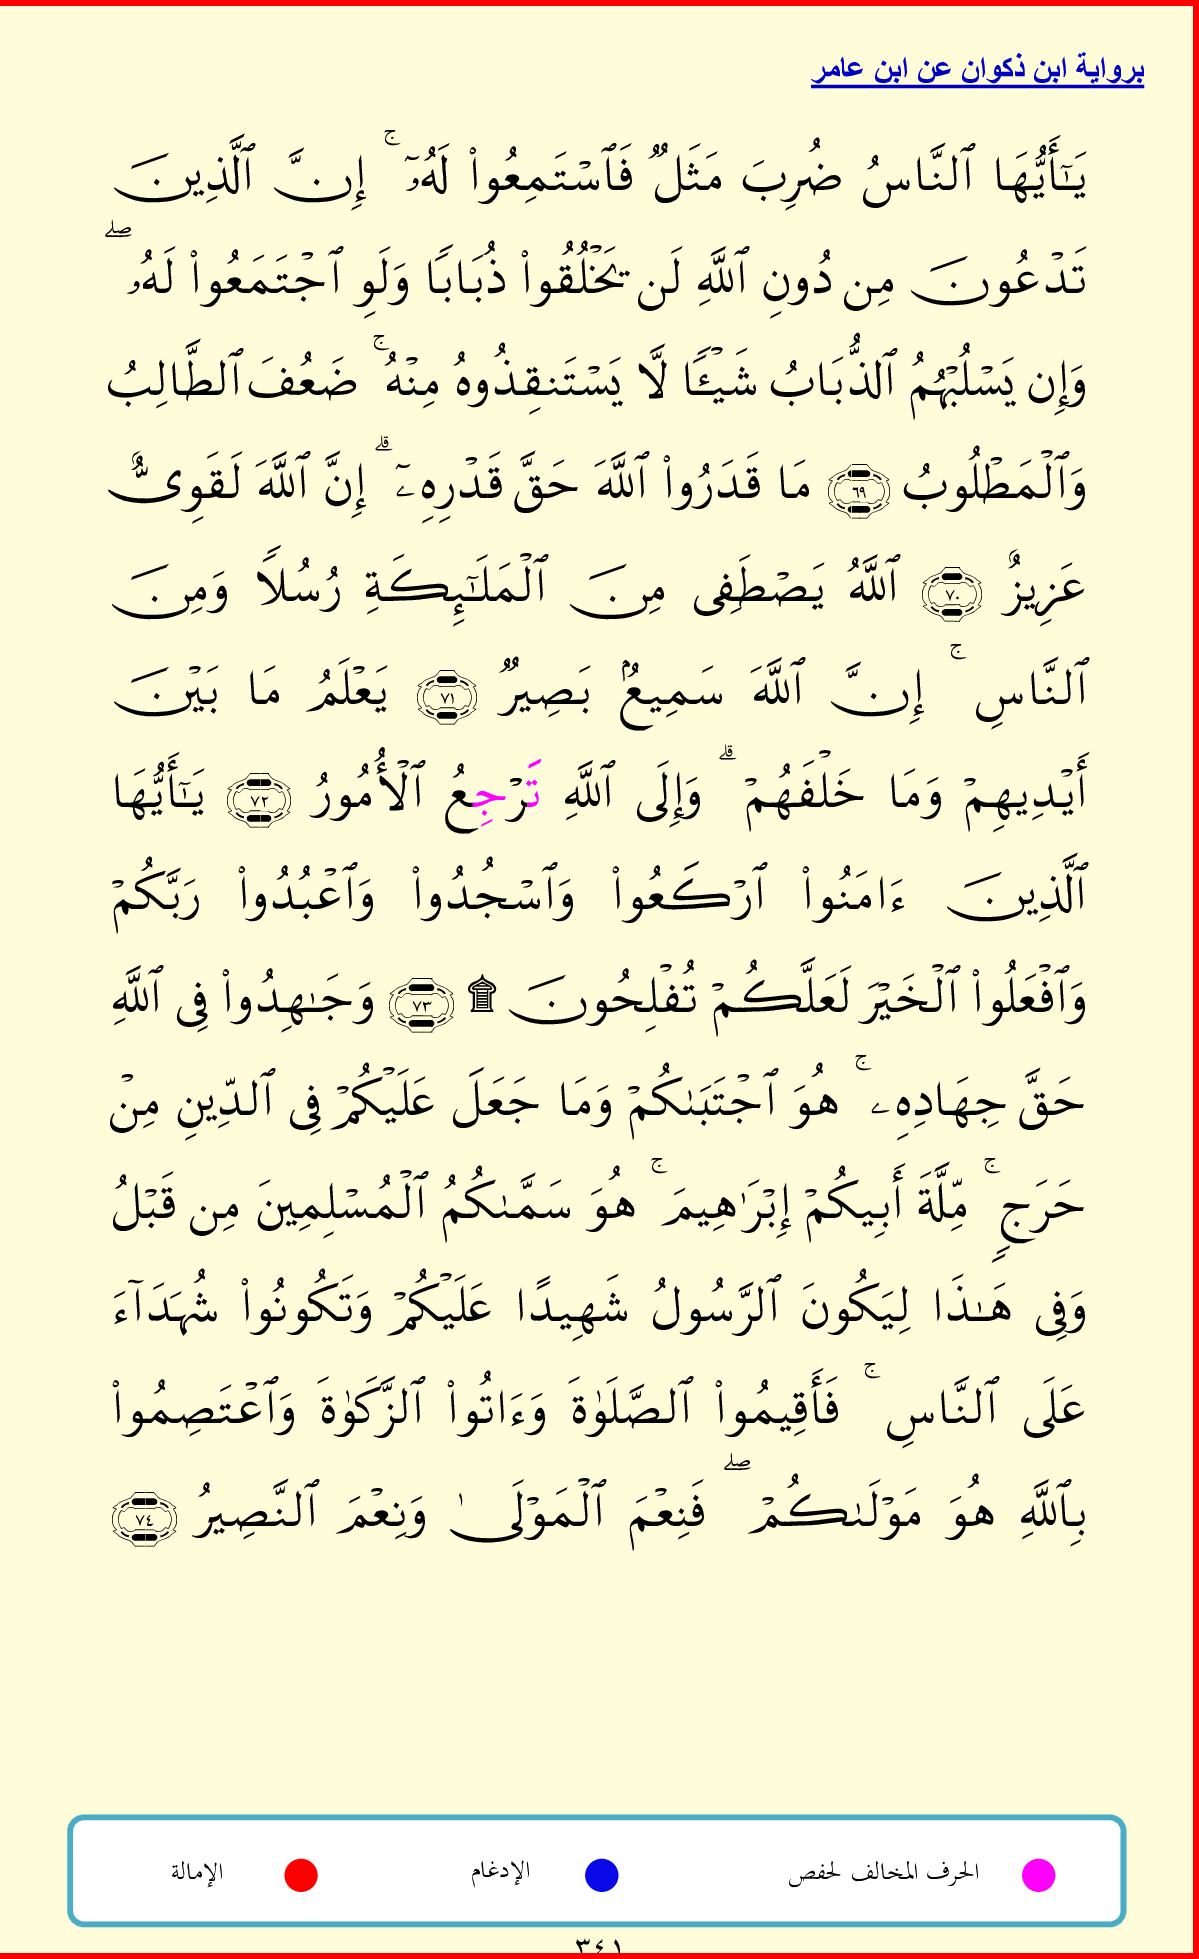 برواية ابن ذكوان عن ابن عامر
يَٰٓأَيُّهَا ٱلنَّاسُ ضُرِبَ مَثَلٞ فَٱسۡتَمِعُواْ لَهُۥٓۚ إِنَّ ٱلَّذِينَ
تَدۡعُونَ مِن دُونِ ٱللَّهِ لَن يَخۡلُقُواْ ذُبَابٗا وَلَوِ ٱجۡتَمَعُواْ لَهُۥۖ
وَإِن يَسۡلُبۡهُمُ ٱلذُّبَابُ شَيۡـٔٗا لَّا يَسۡتَنقِذُوهُ مِنۡهُۚ ضَعُفَ ٱلطَّالِبُ
وَٱلۡمَطۡلُوبُ ٦٩ مَا قَدَرُواْ ٱللَّهَ حَقَّ قَدۡرِهِۦٓۗ إِنَّ ٱللَّهَ لَقَوِيٌّ
عَزِيزٌ ٧٠ ٱللَّهُ يَصۡطَفِي مِنَ ٱلۡمَلَٰٓئِكَةِ رُسُلٗا وَمِنَ
ٱلنَّاسِۚ إِنَّ ٱللَّهَ سَمِيعُۢ بَصِيرٞ ٧١ يَعۡلَمُ مَا بَيۡنَ
أَيۡدِيهِمۡ وَمَا خَلۡفَهُمۡۗ وَإِلَى ٱللَّهِ تَرۡجِعُ ٱلۡأُمُورُ ٧٢ يَٰٓأَيُّهَا
ٱلَّذِينَ ءَامَنُواْ ٱرۡكَعُواْ وَٱسۡجُدُواْ وَٱعۡبُدُواْ رَبَّكُمۡ
وَٱفۡعَلُواْ ٱلۡخَيۡرَ لَعَلَّكُمۡ تُفۡلِحُونَ ۩ ٧٣ وَجَٰهِدُواْ فِي ٱللَّهِ
حَقَّ جِهَادِهِۦۚ هُوَ ٱجۡتَبَىٰكُمۡ وَمَا جَعَلَ عَلَيۡكُمۡ فِي ٱلدِّينِ مِنۡ
حَرَجٖۚ مِّلَّةَ أَبِيكُمۡ إِبۡرَٰهِيمَۚ هُوَ سَمَّىٰكُمُ ٱلۡمُسۡلِمِينَ مِن قَبۡلُ
وَفِي هَٰذَا لِيَكُونَ ٱلرَّسُولُ شَهِيدًا عَلَيۡكُمۡ وَتَكُونُواْ شُهَدَآءَ
عَلَى ٱلنَّاسِۚ فَأَقِيمُواْ ٱلصَّلَوٰةَ وَءَاتُواْ ٱلزَّكَوٰةَ وَٱعۡتَصِمُواْ
بِٱللَّهِ هُوَ مَوۡلَىٰكُمۡۖ فَنِعۡمَ ٱلۡمَوۡلَىٰ وَنِعۡمَ ٱلنَّصِيرُ ٧٤
الحرف المخالف لحفص الإدغام الإمالة
٣٤١